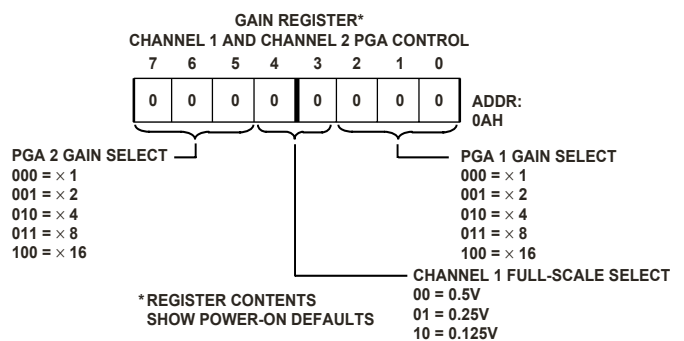 GAIN REGISTER*
CHANNEL 1 AND CHANNEL 2 PGA CONTROL
7 6 5 4 3 2 1 0
0 0 0 0 0 0 0 0
ADDR:
0AH
PGA 2 GAIN SELECT
000 = × 1
001 = × 2
010 = × 4
011 = × 8
100 = × 16
PGA 1 GAIN SELECT
000 = × 1
001 = × 2
010 = × 4
011 = × 8
100 = × 16
CHANNEL 1 FULL-SCALE SELECT
00 = 0.5V
01 = 0.25V
10 = 0.125V
*REGISTER CONTENTS
SHOW POWER-ON DEFAULTS